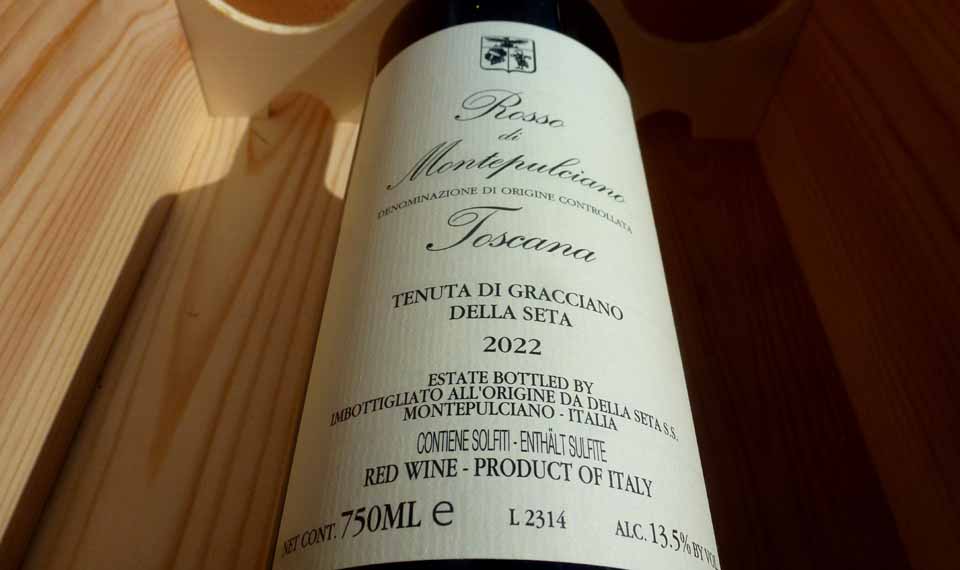 Rosso
di
Montepulciano
DENOMINAZIONE DI ORIGINE CONTROLLATA
Toscana
TENUTA DI GRACCIANO
DELLA SETA
2022
ESTATE BOTTLED BY
IMBOTTIGLIATO ALL'ORIGINE DA DELLA SETA S.S.
MONTEPULCIANO - ITALIA
CONTIENE SOLFITI - ENTHÄLT SULFITE
RED WINE - PRODUCT OF ITALY
NET CONT. 750ML e L 2314 ALC. 13.5% BY VOL.